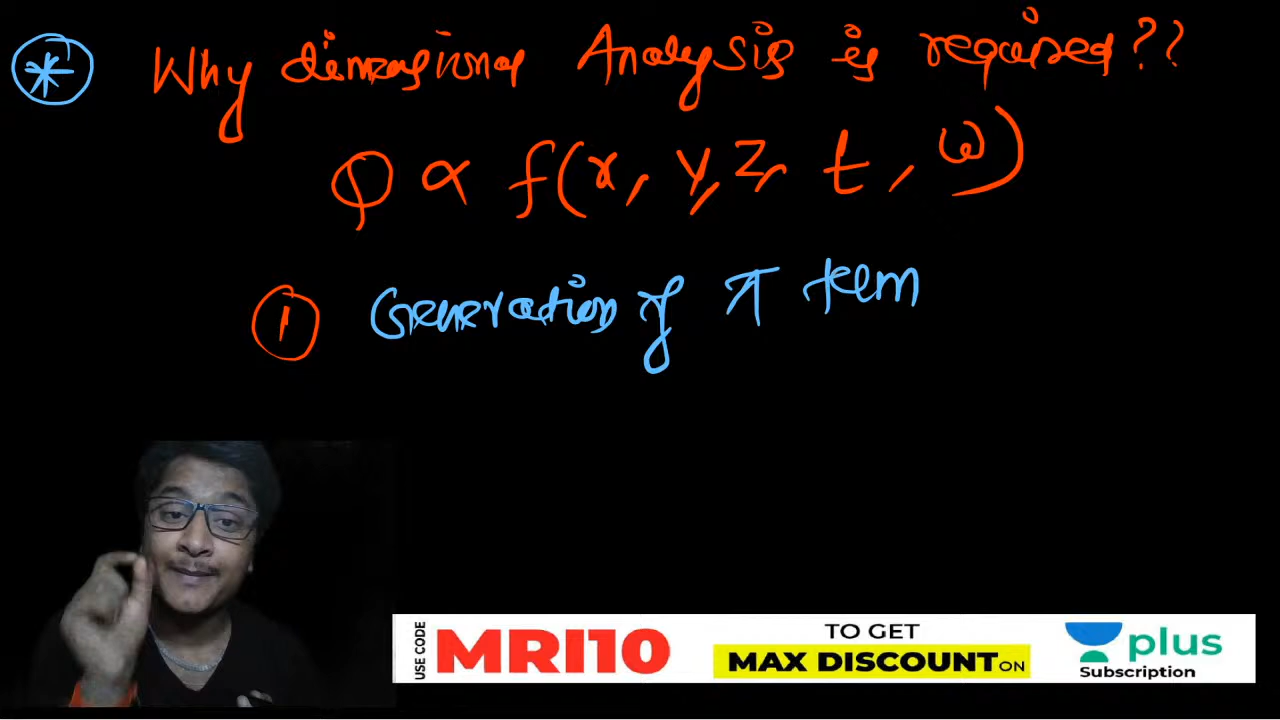 * Why dimensional Analysis is required??
φ ∝ f(x, y, z, t, ω)
① Generation of π term
USE CODE MRI10 TO GET MAX DISCOUNT ON plus Subscription